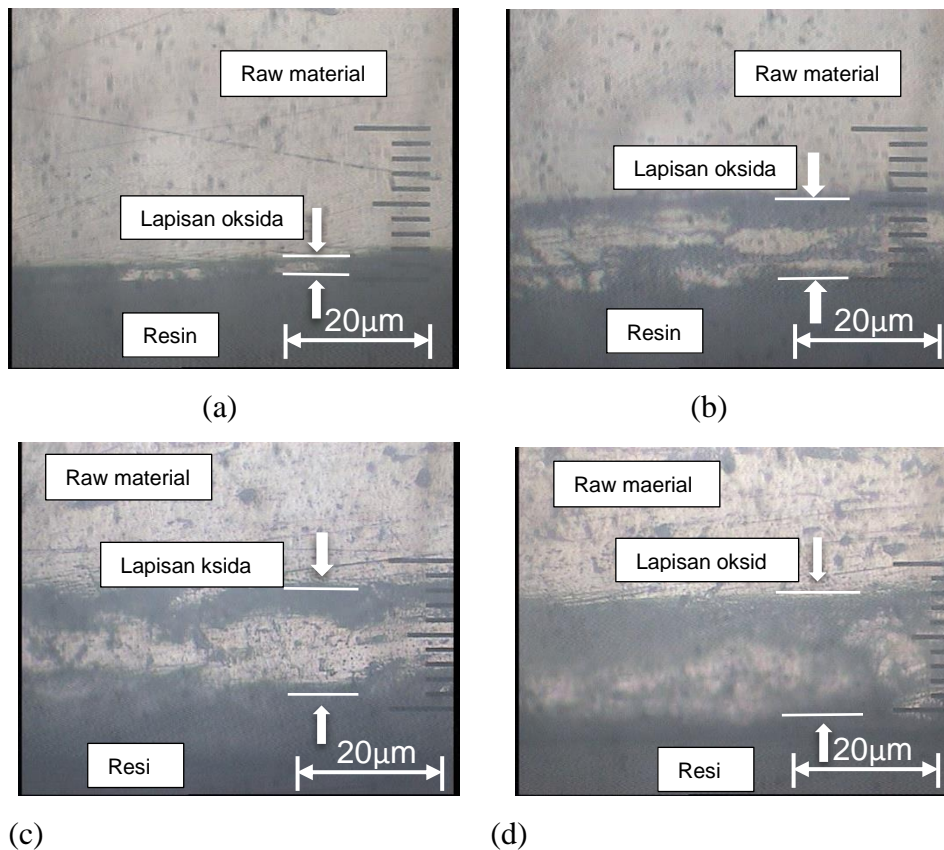 Raw material
Lapisan oksida
Resin
20µm
(a)
Raw material
Lapisan oksida
Resin
20µm
(b)
Raw material
Lapisan ksida
Resi
20µm
(c)
Raw maerial
Lapisan oksid
Resi
20µm
(d)